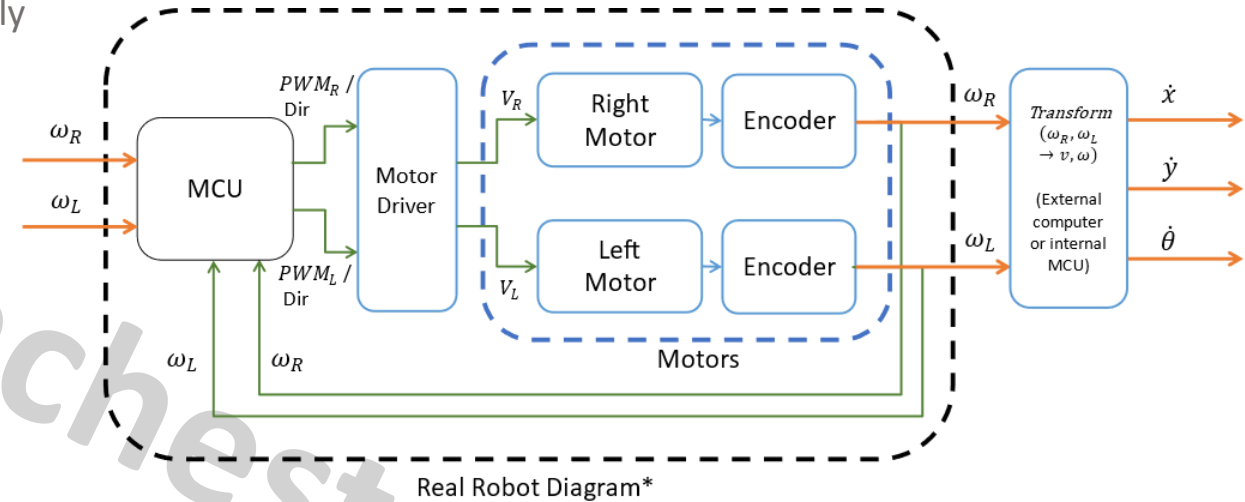 ly
ω_R
ω_L
MCU
PWM_R /
Dir
PWM_L /
Dir
Motor
Driver
V_R
V_L
Right
Motor
Encoder
Left
Motor
Encoder
Motors
ω_L
ω_R
ω_R
ω_L
Transform
(ω_R, ω_L
→ v, ω)
(External
computer
or internal
MCU)
ẋ
ẏ
θ̇
Real Robot Diagram*
chest